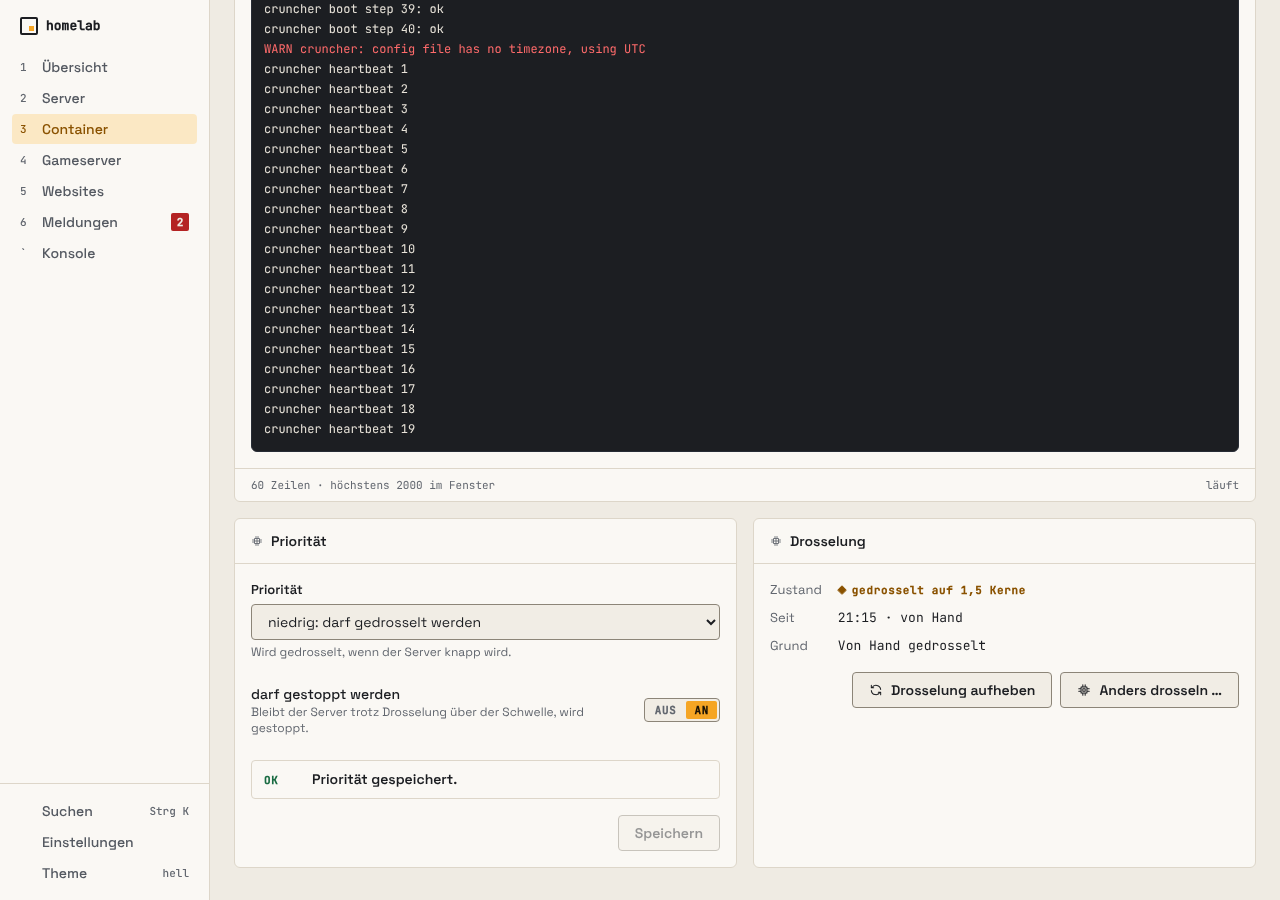 homelab
1 Übersicht
2 Server
3 Container
4 Gameserver
5 Websites
6 Meldungen 2
` Konsole
Suchen Strg K
Einstellungen
Theme hell
cruncher boot step 39: ok
cruncher boot step 40: ok
WARN cruncher: config file has no timezone, using UTC
cruncher heartbeat 1
cruncher heartbeat 2
cruncher heartbeat 3
cruncher heartbeat 4
cruncher heartbeat 5
cruncher heartbeat 6
cruncher heartbeat 7
cruncher heartbeat 8
cruncher heartbeat 9
cruncher heartbeat 10
cruncher heartbeat 11
cruncher heartbeat 12
cruncher heartbeat 13
cruncher heartbeat 14
cruncher heartbeat 15
cruncher heartbeat 16
cruncher heartbeat 17
cruncher heartbeat 18
cruncher heartbeat 19
60 Zeilen · höchstens 2000 im Fenster läuft
Priorität
Priorität
niedrig: darf gedrosselt werden
Wird gedrosselt, wenn der Server knapp wird.
darf gestoppt werden
Bleibt der Server trotz Drosselung über der Schwelle, wird
gestoppt.
AUS AN
OK Priorität gespeichert.
Speichern
Drosselung
Zustand ◆ gedrosselt auf 1,5 Kerne
Seit 21:15 · von Hand
Grund Von Hand gedrosselt
Drosselung aufheben
Anders drosseln …